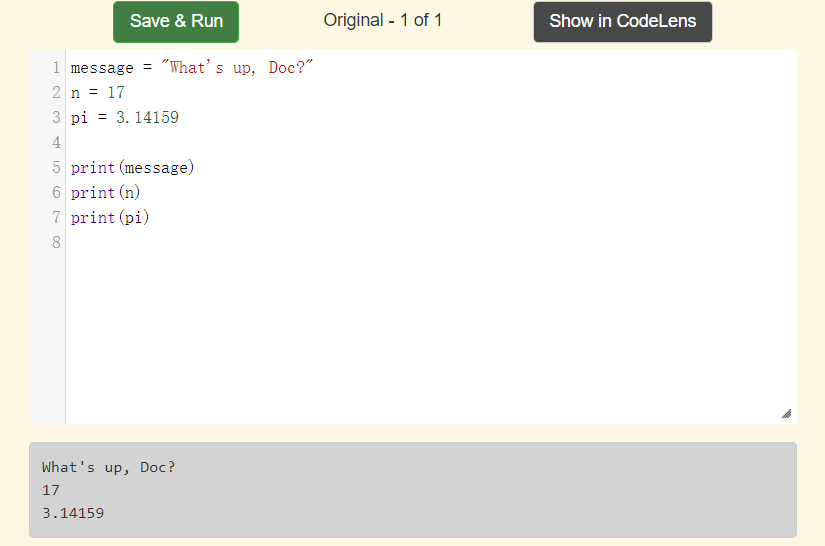 Save & Run Original - 1 of 1 Show in CodeLens
1 message = "What's up, Doc?"
2 n = 17
3 pi = 3.14159
4
5 print(message)
6 print(n)
7 print(pi)
8
What's up, Doc?
17
3.14159